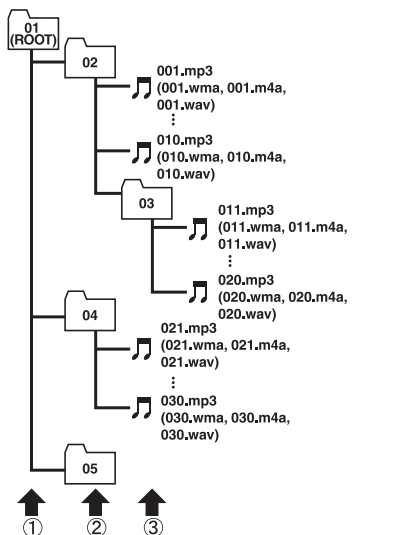 01
(ROOT)
02
001.mp3
(001.wma, 001.m4a,
001.wav)
010.mp3
(010.wma, 010.m4a,
010.wav)
03
011.mp3
(011.wma, 011.m4a,
011.wav)
020.mp3
(020.wma, 020.m4a,
020.wav)
04
021.mp3
(021.wma, 021.m4a,
021.wav)
030.mp3
(030.wma, 030.m4a,
030.wav)
05
① ② ③